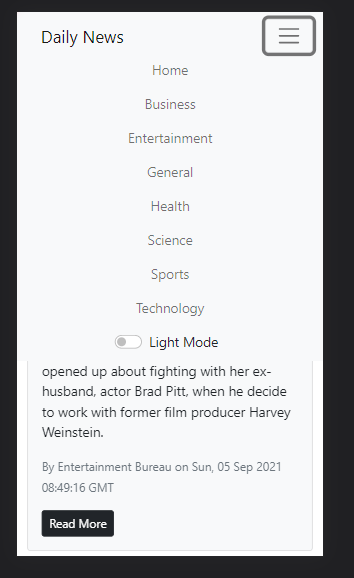 Daily News
Home
Business
Entertainment
General
Health
Science
Sports
Technology
Light Mode
opened up about fighting with her ex-
husband, actor Brad Pitt, when he decide
to work with former film producer Harvey
Weinstein.
By Entertainment Bureau on Sun, 05 Sep 2021
08:49:16 GMT
Read More